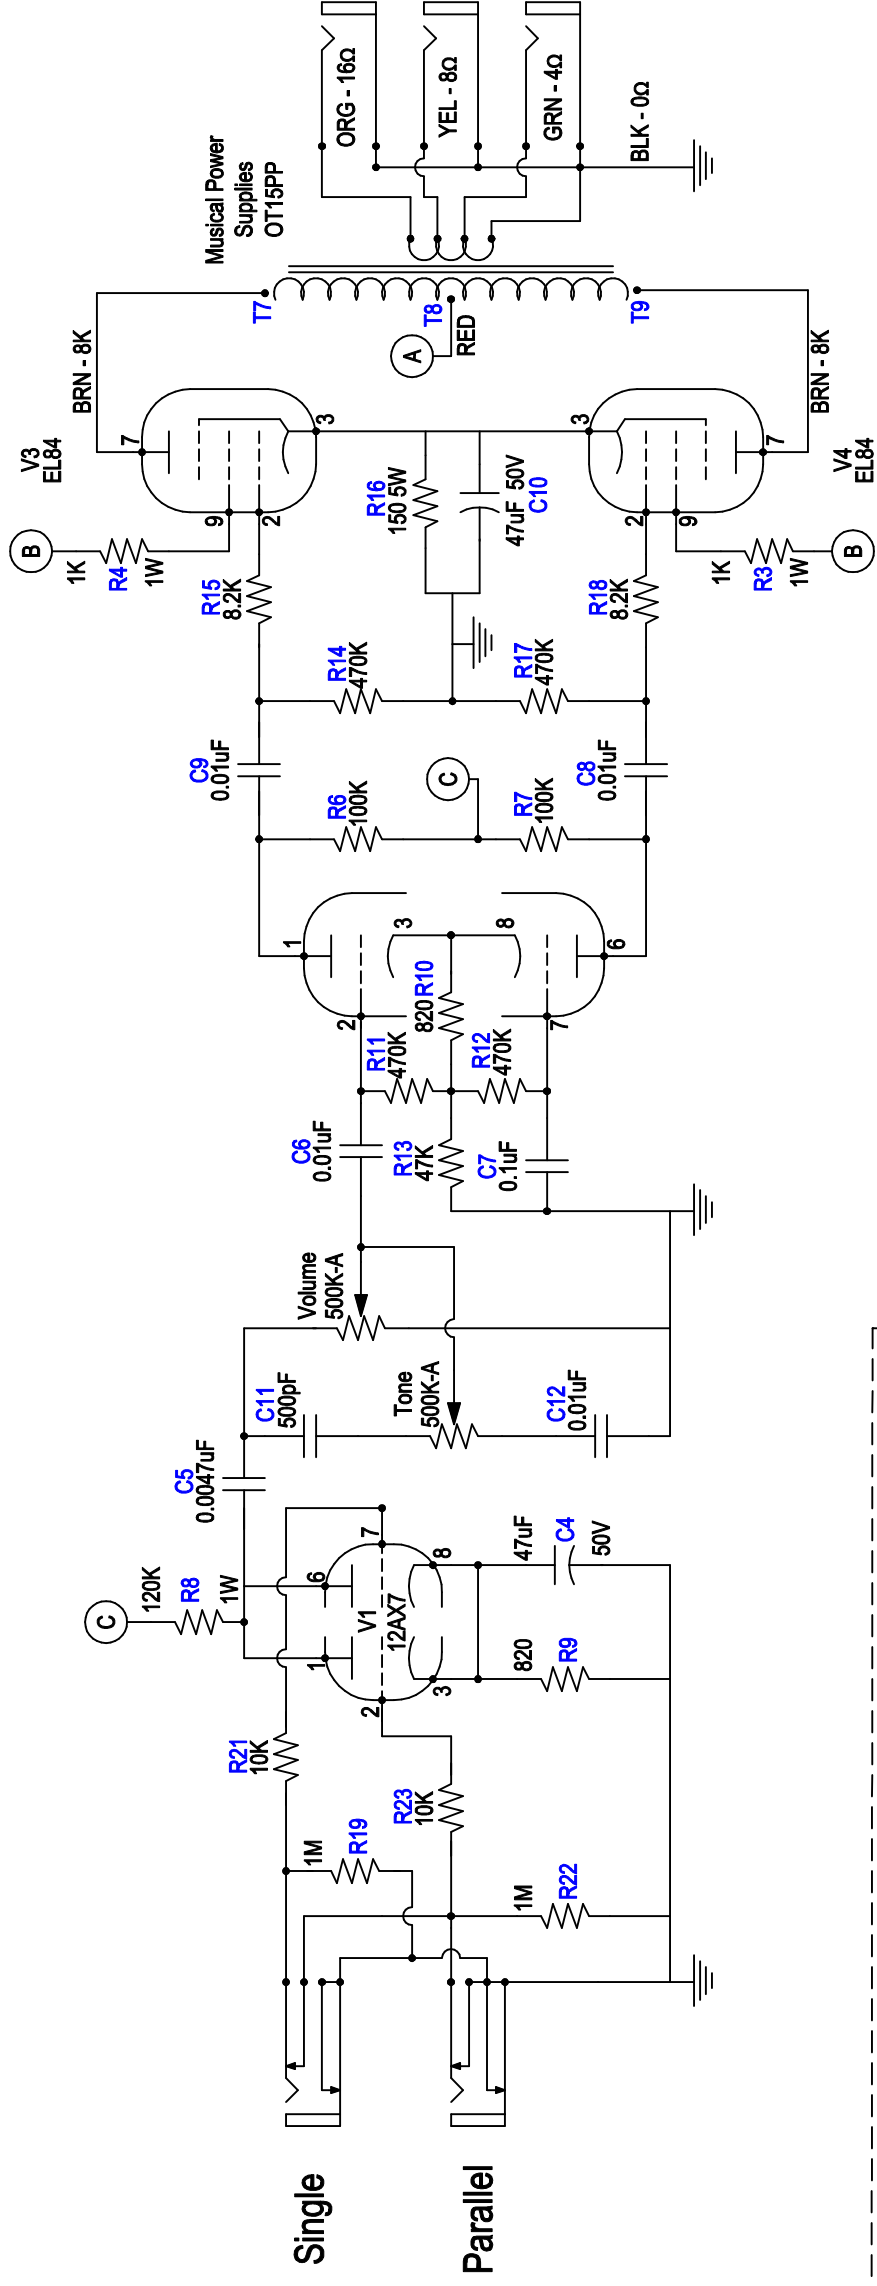 Single
Parallel
R21
10K
1M
R19
R23
10K
1M
R22
C
120K
R8
1W
1
6
V1
12AX7
2
7
3
8
820
R9
47uF
C4
50V
C5
0.0047uF
C11
500pF
Tone
500K-A
C12
0.01uF
Volume
500K-A
C6
0.01uF
R13
47K
C7
0.1uF
R11
470K
R12
470K
820
R10
2
7
3
8
1
6
R6
100K
C
R7
100K
C9
0.01uF
C8
0.01uF
R14
470K
R17
470K
R15
8.2K
R18
8.2K
B
1K
R4
1W
1K
R3
1W
B
9
2
2
9
V3
EL84
V4
EL84
7
3
3
7
R16
150 5W
47uF 50V
C10
BRN - 8K
BRN - 8K
A
RED
T7
T8
T9
Musical Power
Supplies
OT15PP
ORG - 16Ω
YEL - 8Ω
GRN - 4Ω
BLK - 0Ω